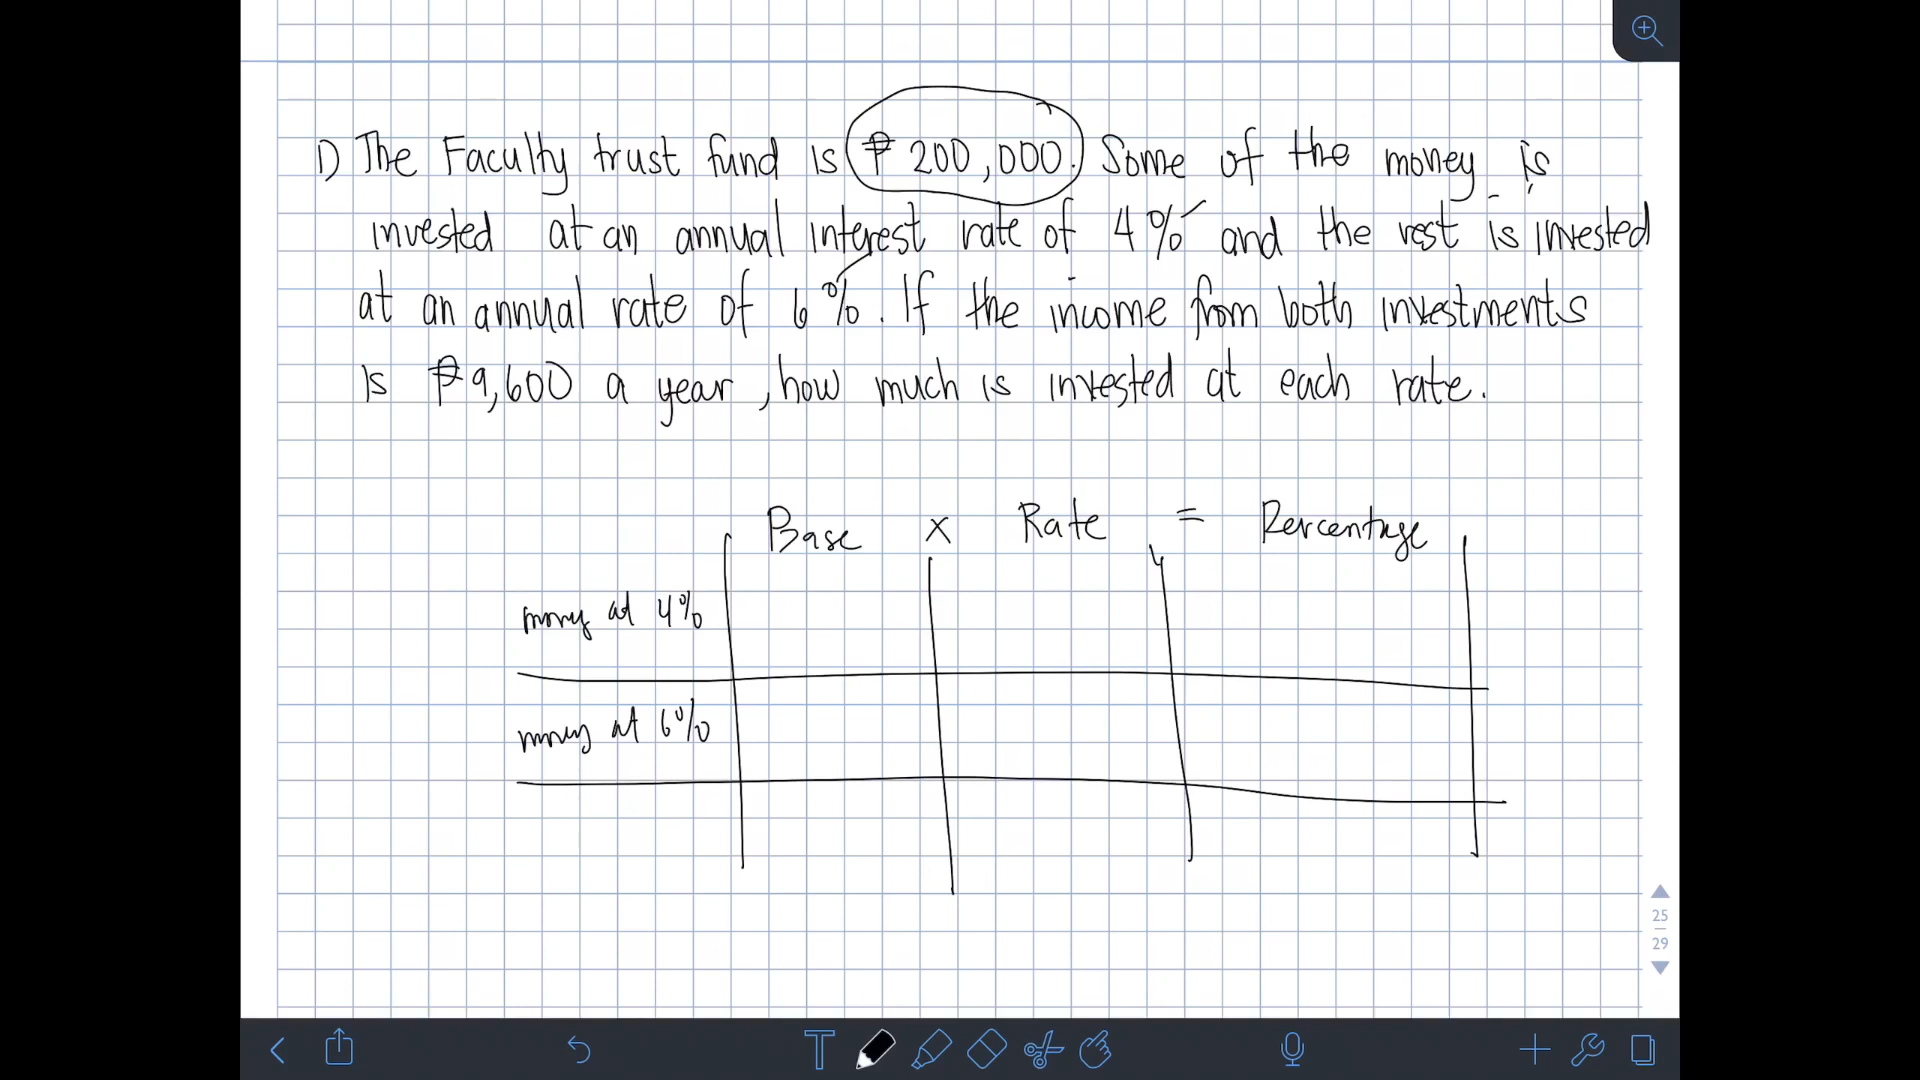 1) The Faculty trust fund is ₱ 200,000. Some of the money is
invested at an annual interest rate of 4% and the rest is invested
at an annual rate of 6%. If the income from both investments
is ₱9,600 a year, how much is invested at each rate.
Base x Rate = Percentage
money at 4%
money at 6%
25
29